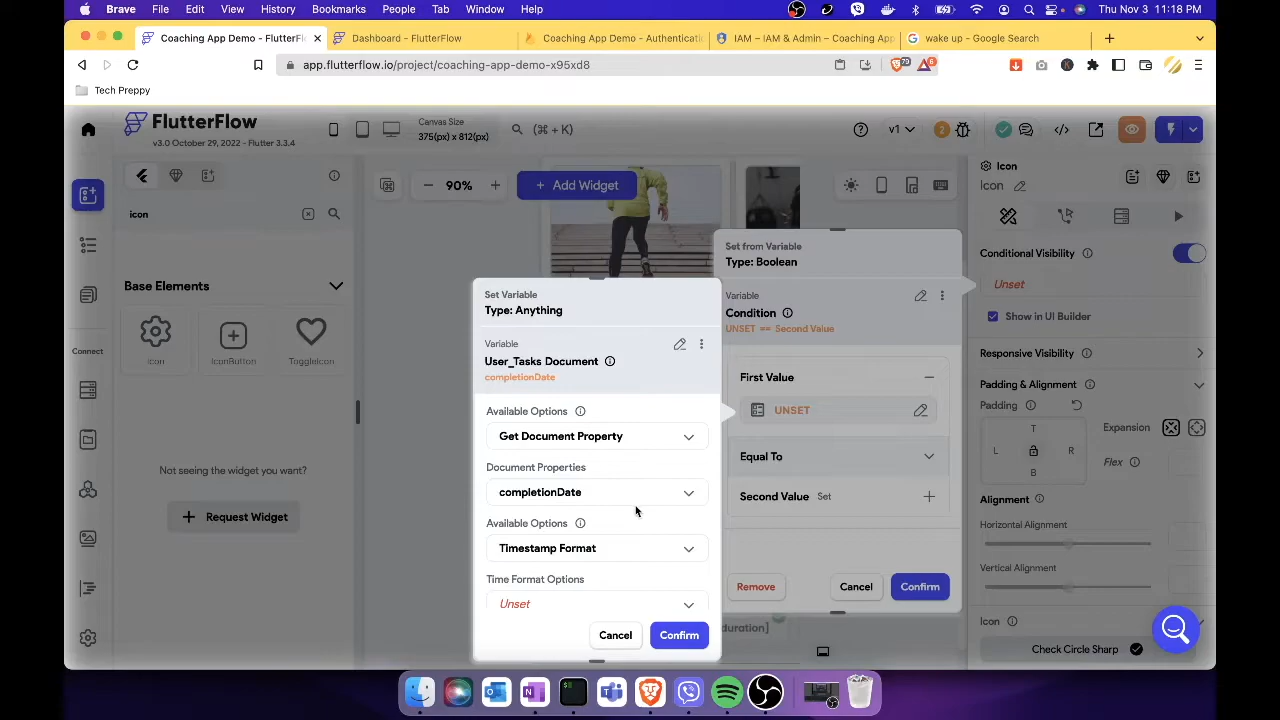 Brave File Edit View History Bookmarks People Tab Window Help
Thu Nov 3 11:18 PM
Coaching App Demo - FlutterFl
Dashboard - FlutterFlow
Coaching App Demo - Authenticati
IAM – IAM & Admin – Coaching App
wake up - Google Search
app.flutterflow.io/project/coaching-app-demo-x95xd8
79
6
Tech Preppy
FlutterFlow
v3.0 October 29, 2022 - Flutter 3.3.4
Canvas Size
375(px) x 812(px)
(⌘ + K)
v1
2
icon
90%
+ Add Widget
Base Elements
Icon
IconButton
ToggleIcon
Connect
Not seeing the widget you want?
+ Request Widget
Set Variable
Type: Anything
Variable
User_Tasks Document
completionDate
Available Options
Get Document Property
Document Properties
completionDate
Available Options
Timestamp Format
Time Format Options
Unset
Cancel
Confirm
Set from Variable
Type: Boolean
Variable
Condition
UNSET == Second Value
First Value
UNSET
Equal To
Second Value Set
Remove
Cancel
Confirm
duration]
Icon
Icon
Conditional Visibility
Unset
Show in UI Builder
Responsive Visibility
Padding & Alignment
Padding
Expansion
T
L
R
B
Flex
Alignment
Horizontal Alignment
Vertical Alignment
Icon
Check Circle Sharp